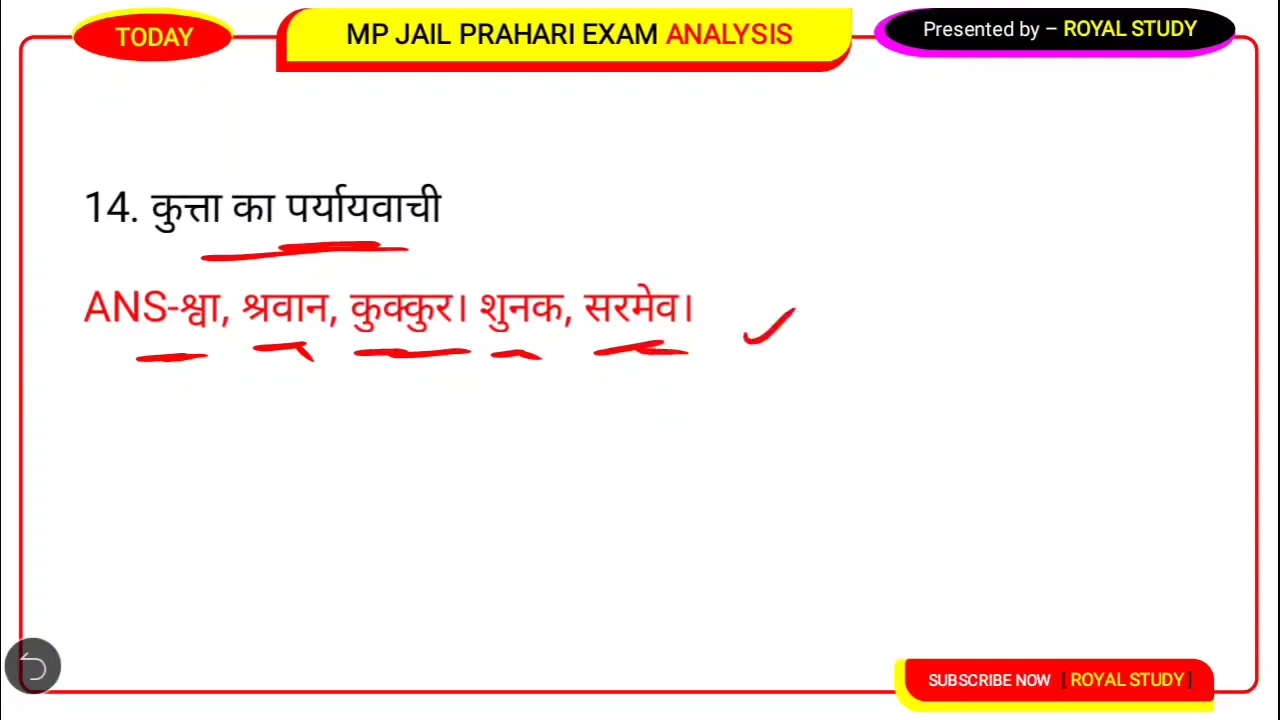 TODAY
MP JAIL PRAHARI EXAM ANALYSIS
Presented by – ROYAL STUDY
14. कुत्ता का पर्यायवाची
ANS-श्वा, श्रवान, कुक्कुर। शुनक, सरमेव।
SUBSCRIBE NOW [ ROYAL STUDY ]